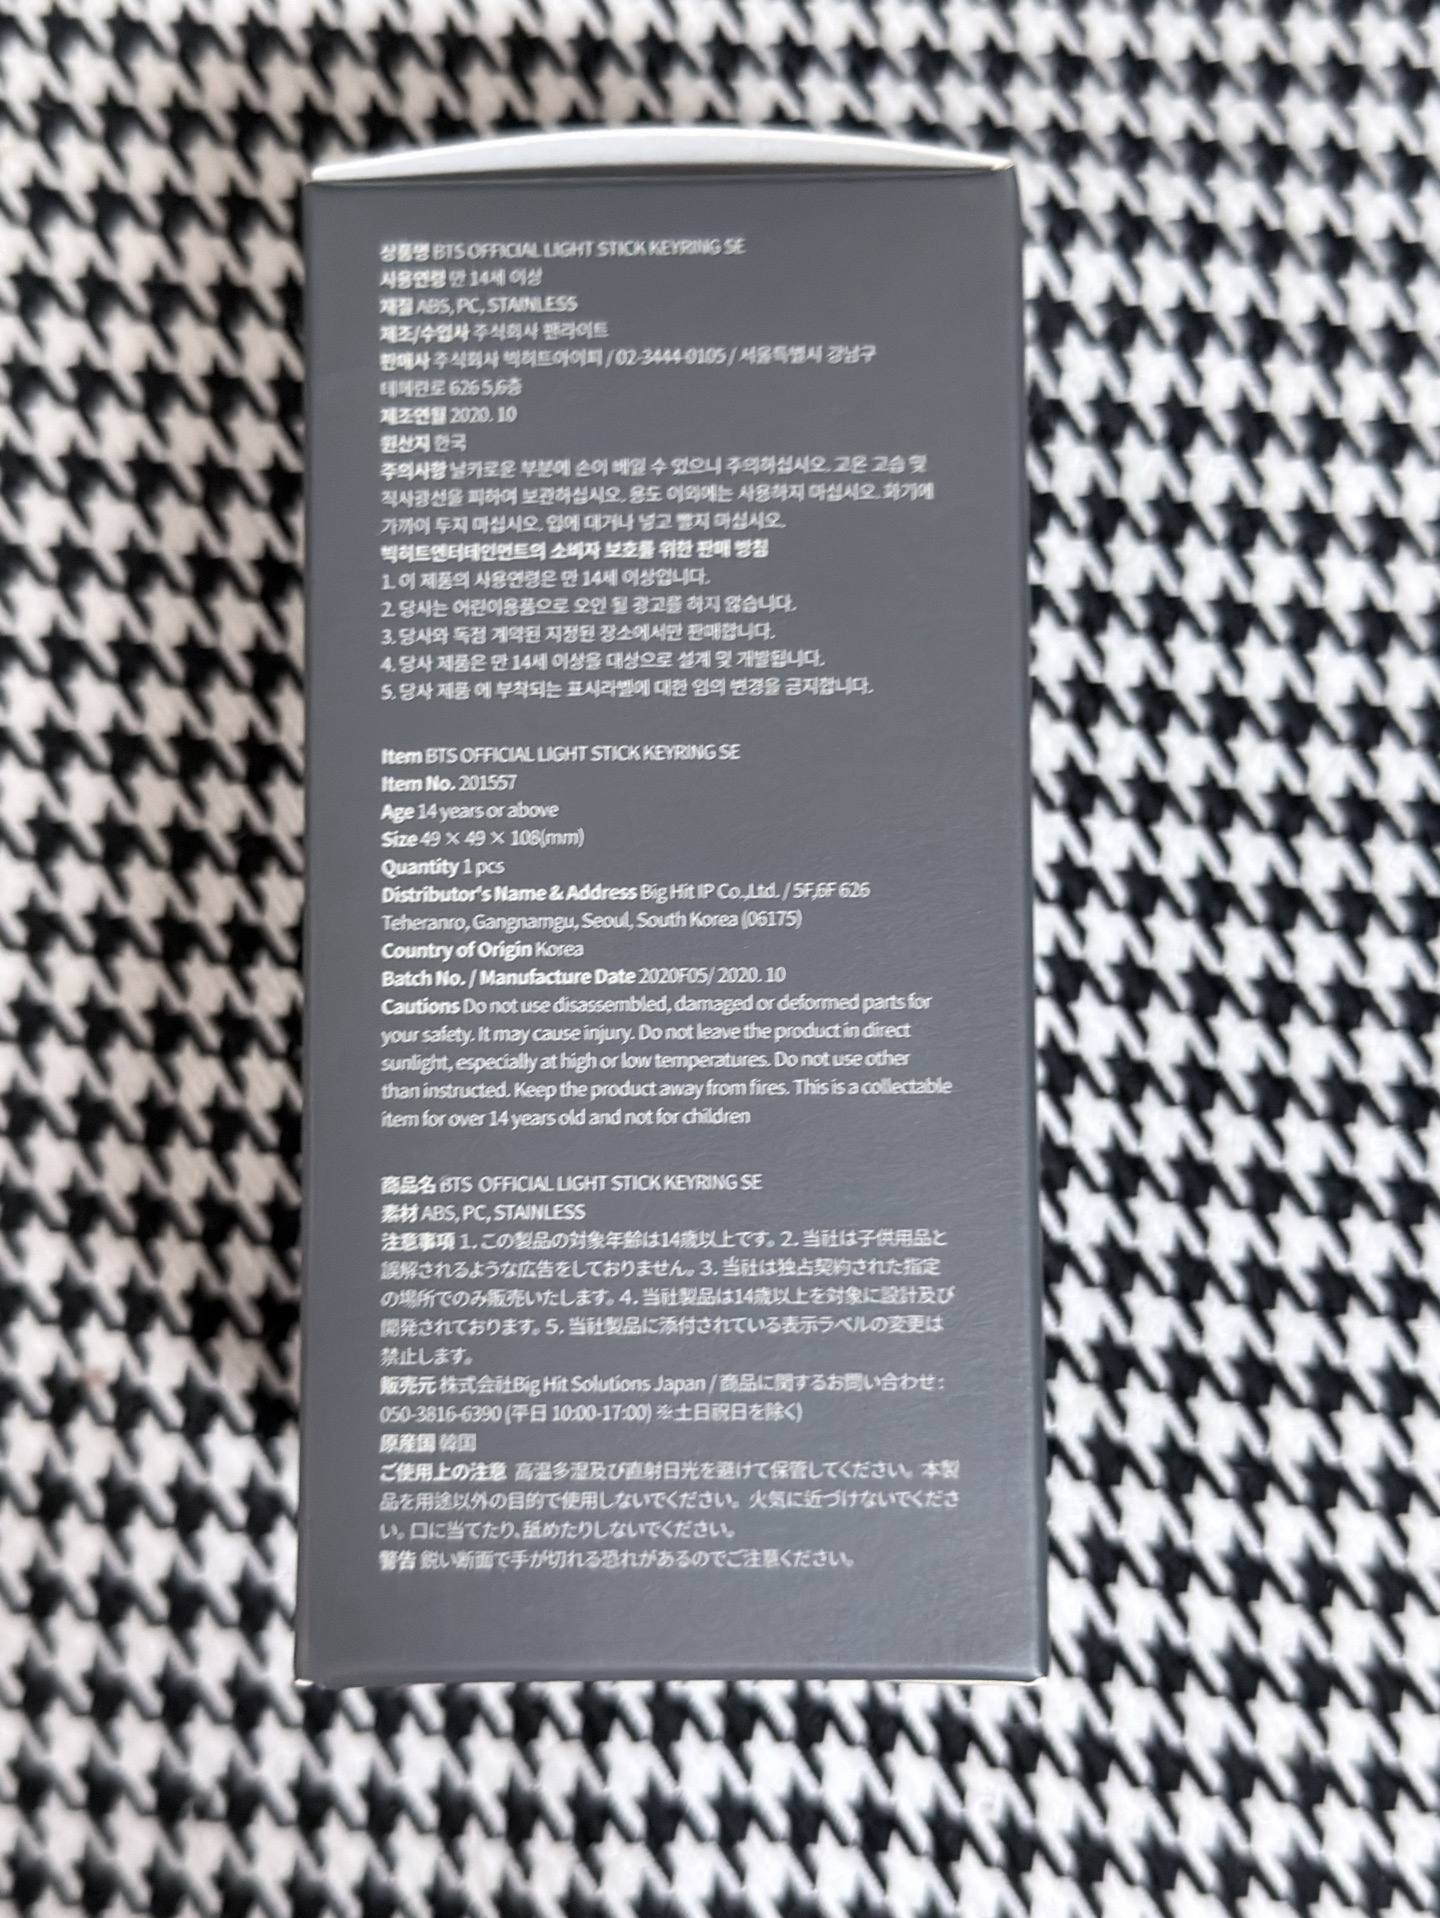 상품명 BTS OFFICIAL LIGHT STICK KEYRING SE
사용연령 만 14세 이상
재질 ABS, PC, STAINLESS
제조/수입사 주식회사 팬라이트
판매사 주식회사 빅히트아이피 / 02-3444-0105 / 서울특별시 강남구
테헤란로 626 5,6층
제조연월 2020. 10
원산지 한국
주의사항 날카로운 부분에 손이 베일 수 있으니 주의하십시오. 고온 고습 및
직사광선을 피하여 보관하십시오. 용도 이외에는 사용하지 마십시오. 화기에
가까이 두지 마십시오. 입에 대거나 넣고 빨지 마십시오.
빅히트엔터테인먼트의 소비자 보호를 위한 판매 방침
1. 이 제품의 사용연령은 만 14세 이상입니다.
2. 당사는 어린이용품으로 오인 될 광고를 하지 않습니다.
3. 당사와 독점 계약된 지정된 장소에서만 판매합니다.
4. 당사 제품은 만 14세 이상을 대상으로 설계 및 개발됩니다.
5. 당사 제품 에 부착되는 표시라벨에 대한 임의 변경을 금지합니다.
Item BTS OFFICIAL LIGHT STICK KEYRING SE
Item No. 201557
Age 14 years or above
Size 49 × 49 × 108(mm)
Quantity 1 pcs
Distributor's Name & Address Big Hit IP Co.,Ltd. / 5F,6F 626
Teheranro, Gangnamgu, Seoul, South Korea (06175)
Country of Origin Korea
Batch No. / Manufacture Date 2020F05/ 2020. 10
Cautions Do not use disassembled, damaged or deformed parts for
your safety. It may cause injury. Do not leave the product in direct
sunlight, especially at high or low temperatures. Do not use other
than instructed. Keep the product away from fires. This is a collectable
item for over 14 years old and not for children
商品名 BTS OFFICIAL LIGHT STICK KEYRING SE
素材 ABS, PC, STAINLESS
注意事項 1. この製品の対象年齢は14歳以上です。2. 当社は子供用品と
誤解されるような広告をしておりません。3. 当社は独占契約された指定
の場所でのみ販売いたします。4. 当社製品は14歳以上を対象に設計及び
開発されております。5. 当社製品に添付されている表示ラベルの変更は
禁止します。
販売元 株式会社Big Hit Solutions Japan / 商品に関するお問い合わせ :
050-3816-6390 (平日 10:00-17:00) ※土日祝日を除く)
原産国 韓国
ご使用上の注意 高温多湿及び直射日光を避けて保管してください。本製
品を用途以外の目的で使用しないでください。火気に近づけないでくださ
い。口に当てたり、舐めたりしないでください。
警告 鋭い断面で手が切れる恐れがあるのでご注意ください。